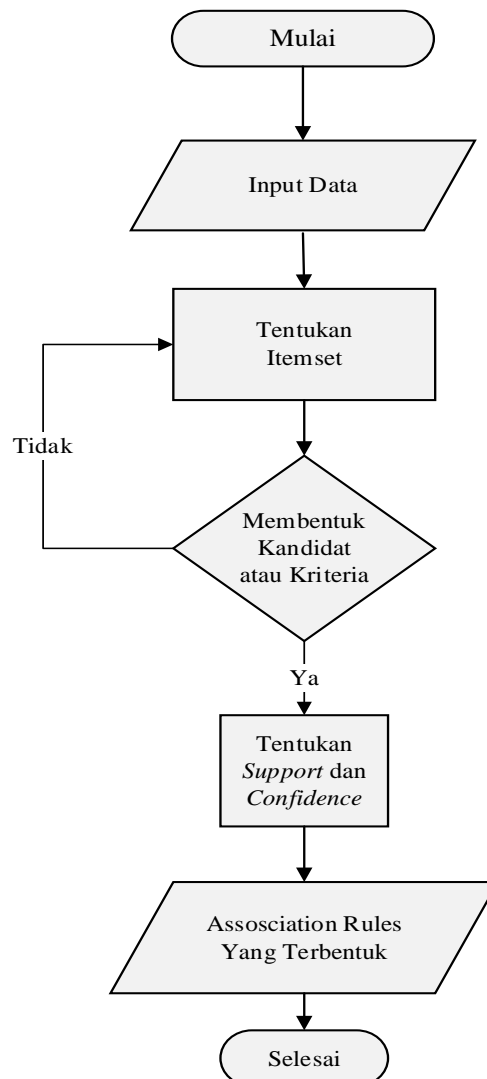 Mulai
Input Data
Tentukan
Itemset
Tidak
Membentuk
Kandidat
atau Kriteria
Ya
Tentukan
Support dan
Confidence
Assosciation Rules
Yang Terbentuk
Selesai